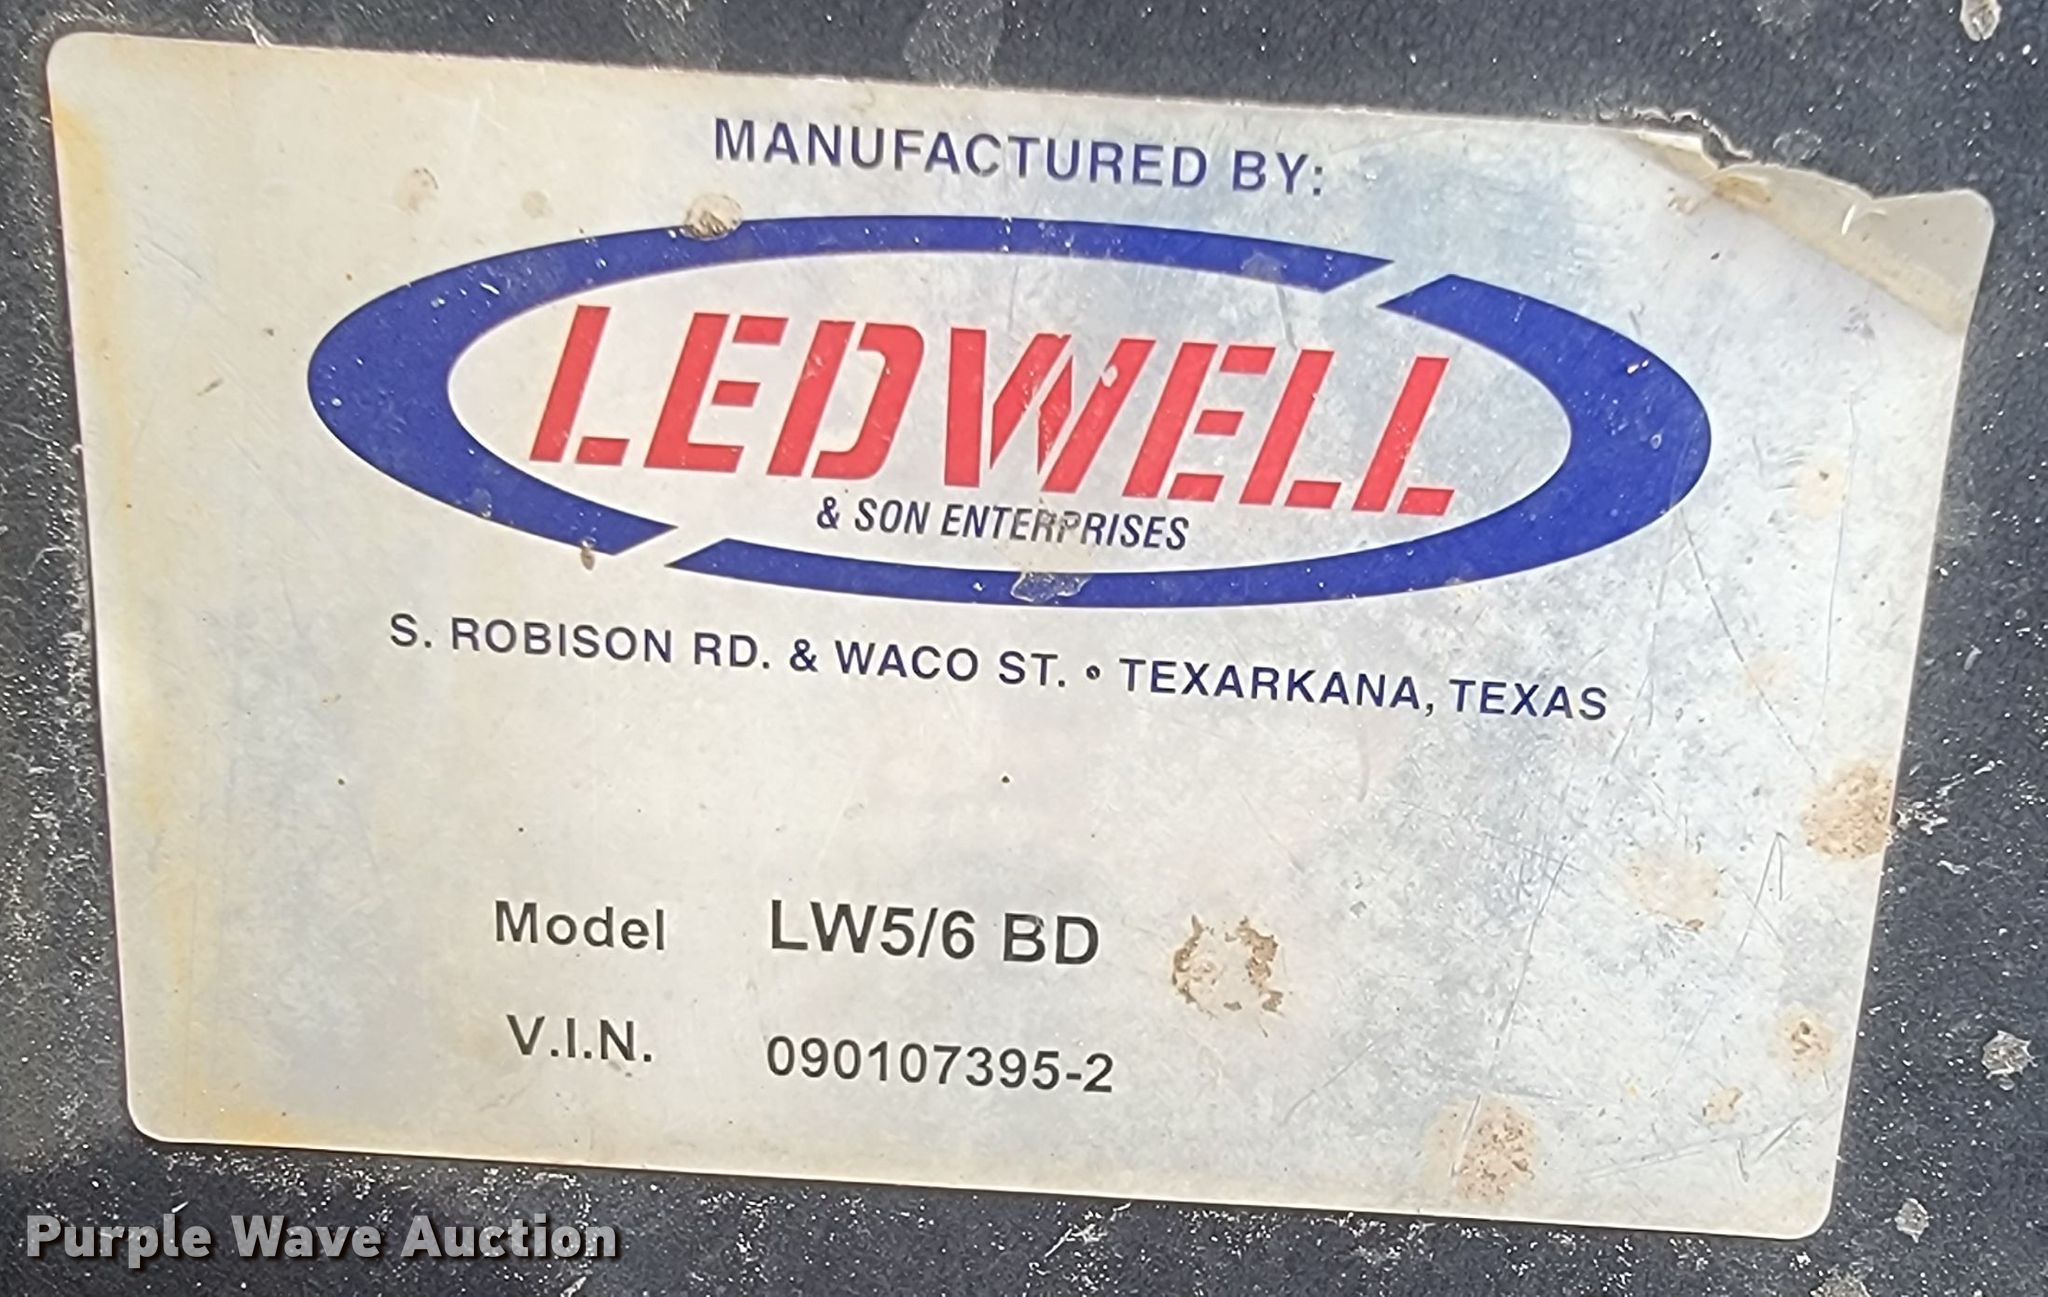 MANUFACTURED BY:
LEDWELL
& SON ENTERPRISES
S. ROBISON RD. & WACO ST. • TEXARKANA, TEXAS
Model LW5/6 BD
V.I.N. 090107395-2
Purple Wave Auction